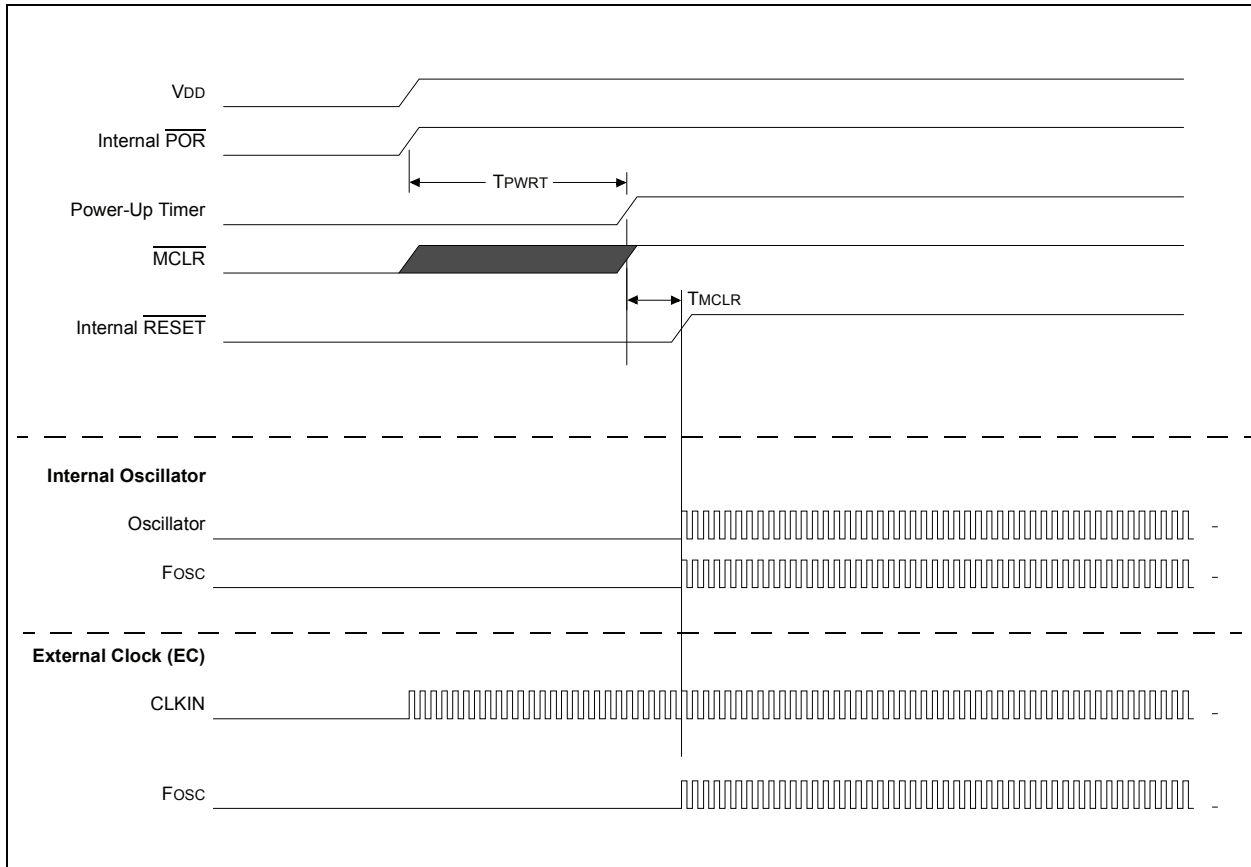 VDD
Internal POR
TPWRT
Power-Up Timer
MCLR
TMCLR
Internal RESET
Internal Oscillator
Oscillator
FOSC
External Clock (EC)
CLKIN
FOSC